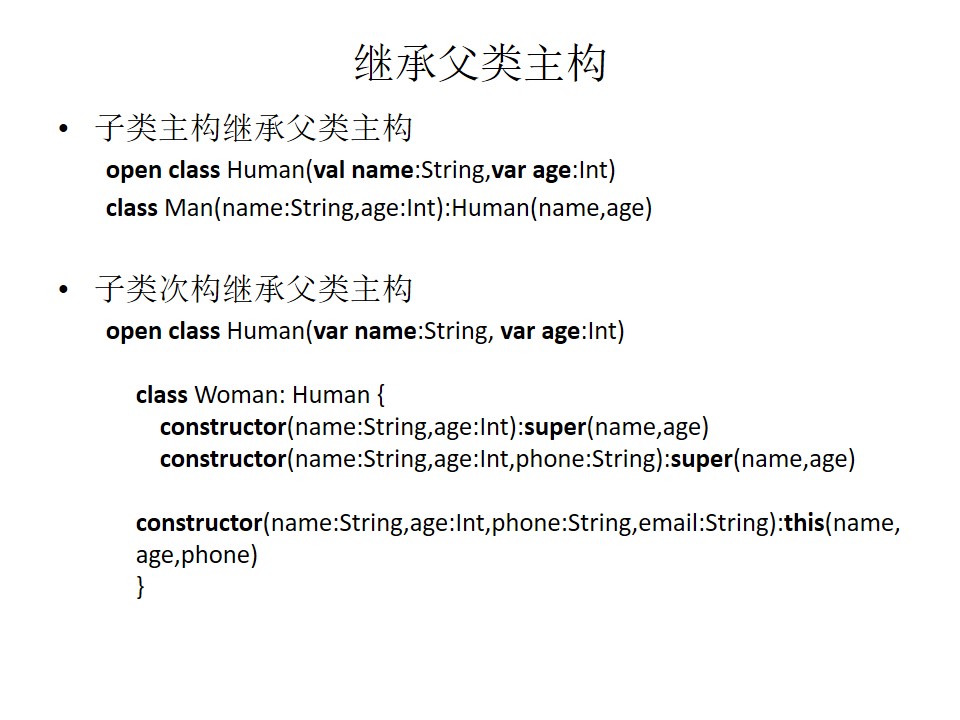 继承父类主构
• 子类主构继承父类主构
open class Human(val name:String,var age:Int)
class Man(name:String,age:Int):Human(name,age)
• 子类次构继承父类主构
open class Human(var name:String, var age:Int)
class Woman: Human {
constructor(name:String,age:Int):super(name,age)
constructor(name:String,age:Int,phone:String):super(name,age)
constructor(name:String,age:Int,phone:String,email:String):this(name,
age,phone)
}